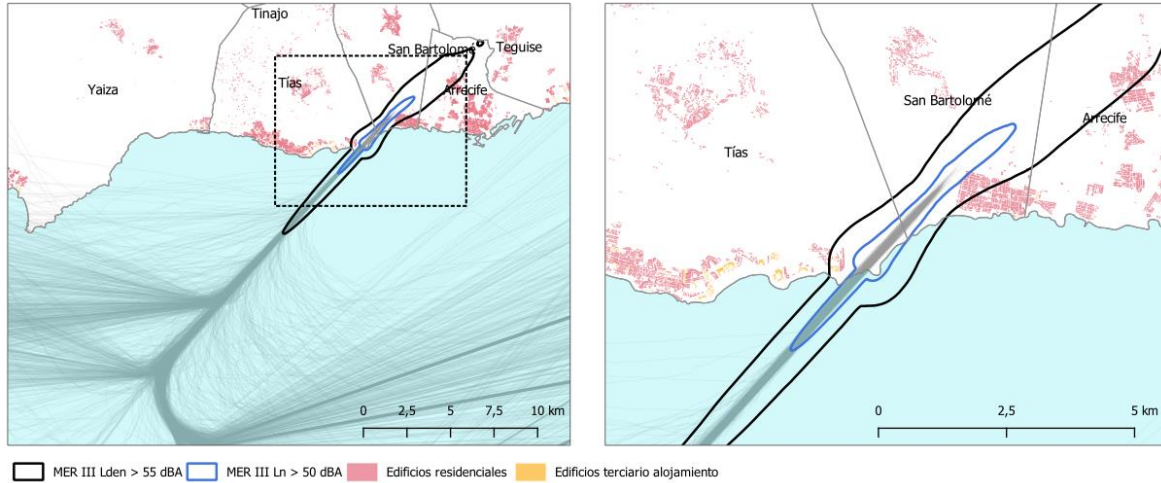 Tinajo
San Bartolomé
Teguise
Yaiza
Tías
Arrecife
0 2,5 5 7,5 10 km
San Bartolomé
Arrecife
Tías
0 2,5 5 km
MER III Lden > 55 dBA MER III Ln > 50 dBA Edificios residenciales Edificios terciario alojamiento